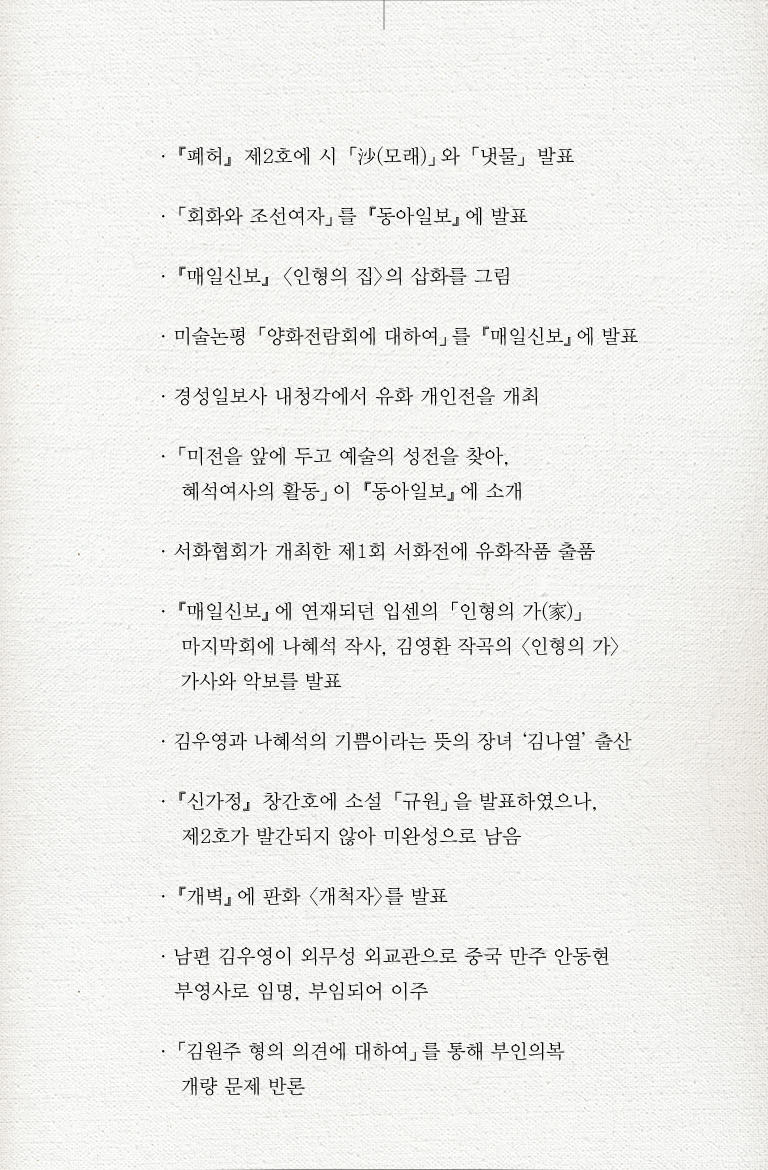 · 『폐허』 제2호에 시 「沙(모래)」와 「냇물」 발표
· 「회화와 조선여자」를 『동아일보』에 발표
· 『매일신보』 〈인형의 집〉의 삽화를 그림
· 미술논평 「양화전람회에 대하여」를 『매일신보』에 발표
· 경성일보사 내청각에서 유화 개인전을 개최
· 「미전을 앞에 두고 예술의 성전을 찾아,
혜석여사의 활동」이 『동아일보』에 소개
· 서화협회가 개최한 제1회 서화전에 유화작품 출품
· 『매일신보』에 연재되던 입센의 「인형의 가(家)」
마지막회에 나혜석 작사, 김영환 작곡의 〈인형의 가〉
가사와 악보를 발표
· 김우영과 나혜석의 기쁨이라는 뜻의 장녀 ‘김나열’ 출산
· 『신가정』 창간호에 소설 「규원」을 발표하였으나,
제2호가 발간되지 않아 미완성으로 남음
· 『개벽』에 판화 〈개척자〉를 발표
· 남편 김우영이 외무성 외교관으로 중국 만주 안동현
부영사로 임명, 부임되어 이주
· 「김원주 형의 의견에 대하여」를 통해 부인의복
개량 문제 반론